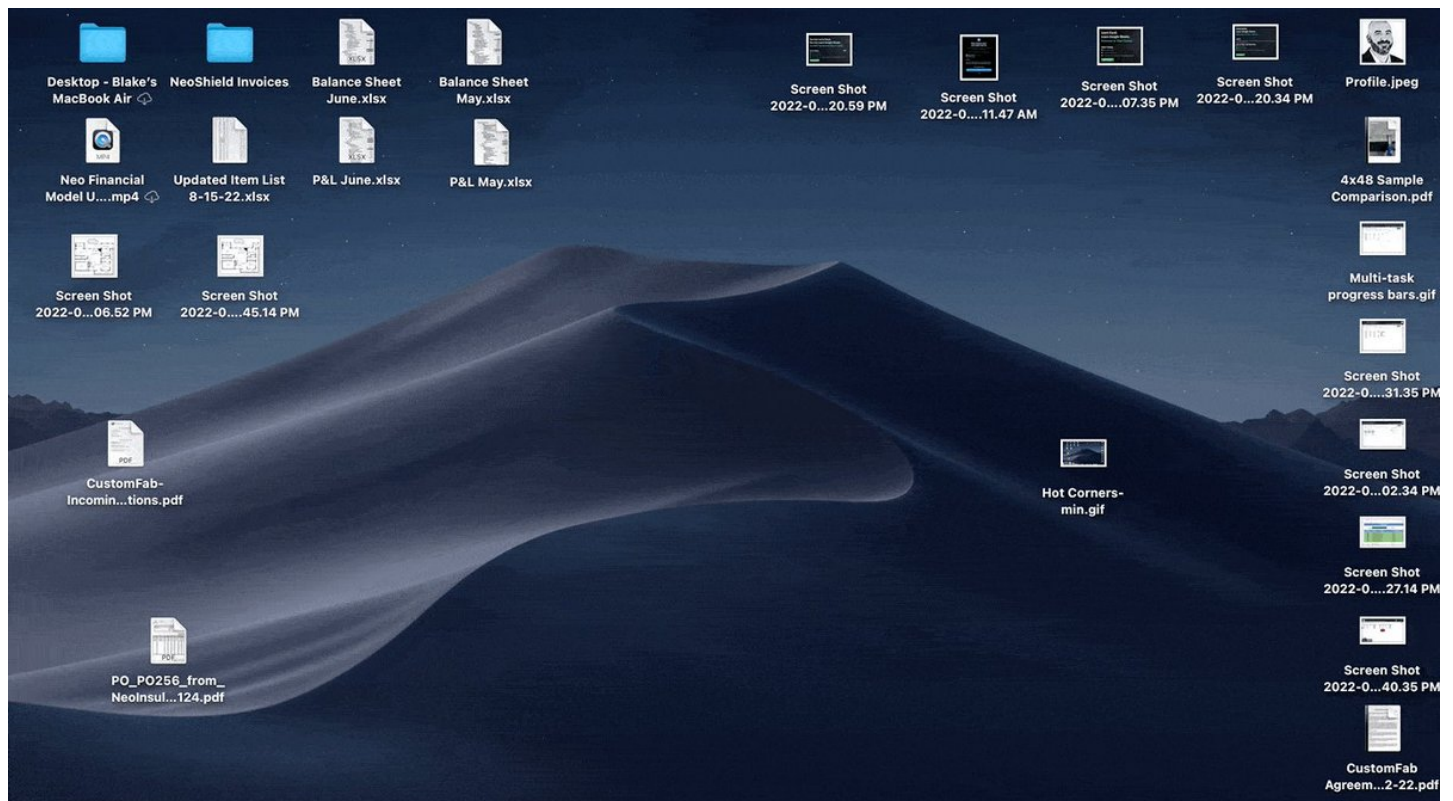 Desktop - Blake's
MacBook Air
NeoShield Invoices
Balance Sheet
June.xlsx
Balance Sheet
May.xlsx
Screen Shot
2022-0...20.59 PM
Screen Shot
2022-0....11.47 AM
Screen Shot
2022-0....07.35 PM
Screen Shot
2022-0....20.34 PM
Profile.jpeg
MP4
Neo Financial
Model U....mp4
Updated Item List
8-15-22.xlsx
XLSX
P&L June.xlsx
P&L May.xlsx
4x48 Sample
Comparison.pdf
Screen Shot
2022-0...06.52 PM
Screen Shot
2022-0....45.14 PM
Multi-task
progress bars.gif
Screen Shot
2022-0....31.35 PM
PDF
CustomFab-
Incomin...tions.pdf
Hot Corners-
min.gif
Screen Shot
2022-0....02.34 PM
Screen Shot
2022-0....27.14 PM
PDF
PO_PO256_from_
NeoInsul...124.pdf
Screen Shot
2022-0...40.35 PM
CustomFab
Agreem...2-22.pdf